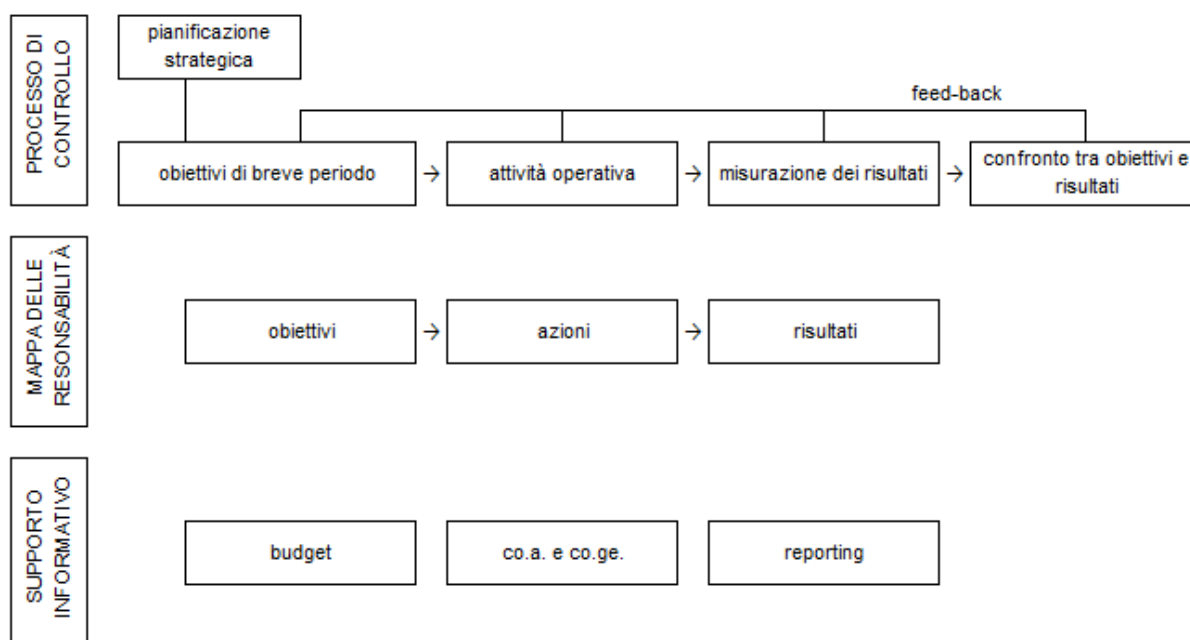 PROCESSO DI
CONTROLLO
pianificazione
strategica
feed-back
obiettivi di breve periodo
attività operativa
misurazione dei risultati
confronto tra obiettivi e
risultati
MAPPA DELLE
RESONSABILITÀ
obiettivi
azioni
risultati
SUPPORTO
INFORMATIVO
budget
co.a. e co.ge.
reporting